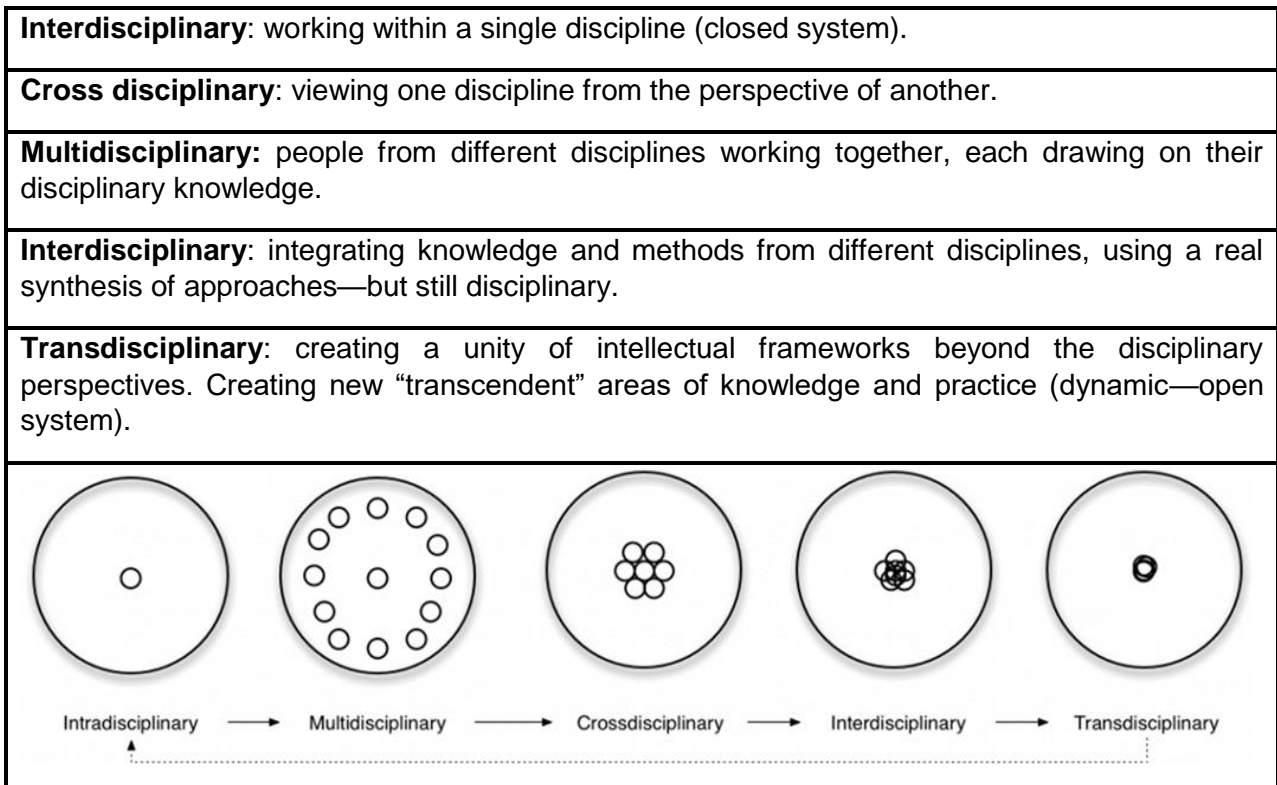 Interdisciplinary: working within a single discipline (closed system).
Cross disciplinary: viewing one discipline from the perspective of another.
Multidisciplinary: people from different disciplines working together, each drawing on their
disciplinary knowledge.
Interdisciplinary: integrating knowledge and methods from different disciplines, using a real
synthesis of approaches—but still disciplinary.
Transdisciplinary: creating a unity of intellectual frameworks beyond the disciplinary
perspectives. Creating new “transcendent” areas of knowledge and practice (dynamic—open
system).
Intradisciplinary Multidisciplinary Crossdisciplinary Interdisciplinary Transdisciplinary